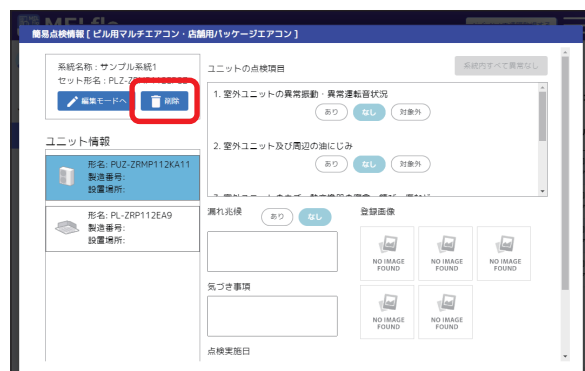 簡易点検情報 [ ビル用マルチエアコン・店舗用パッケージエアコン ]
系統名称 : サンプル系統1
セット形名 : PLZ-
編集モードへ
削除
ユニット情報
形名: PUZ-ZRMP112KA11
製造番号:
設置場所:
形名: PL-ZRP112EA9
製造番号:
設置場所:
ユニットの点検項目
系統内すべて異常なし
1. 室外ユニットの異常振動・異常運転音状況
あり なし 対象外
2. 室外ユニット及び周辺の油にじみ
あり なし 対象外
漏れ兆候 あり なし
気づき事項
点検実施日
登録画像
NO IMAGE FOUND
NO IMAGE FOUND
NO IMAGE FOUND
NO IMAGE FOUND
NO IMAGE FOUND